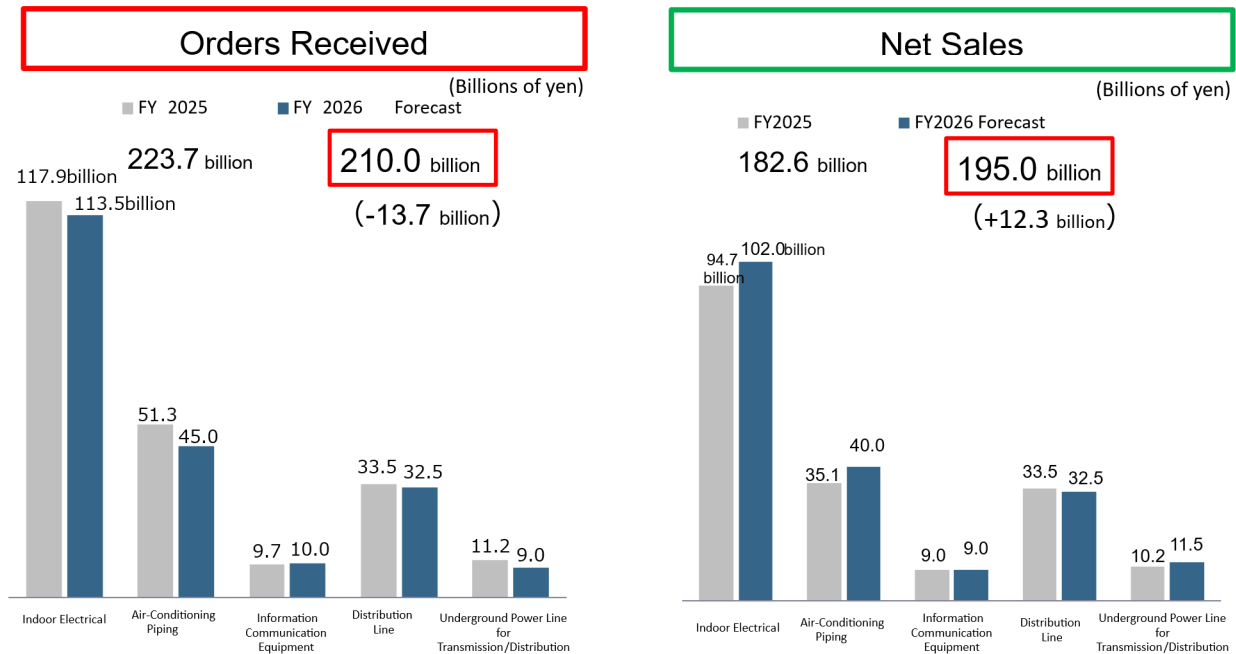 Orders Received
(Billions of yen)
FY 2025 FY 2026 Forecast
223.7 billion
210.0 billion
(-13.7 billion)
117.9billion
113.5billion
51.3
45.0
9.7
10.0
33.5
32.5
11.2
9.0
Indoor Electrical
Air-Conditioning
Piping
Information
Communication
Equipment
Distribution
Line
Underground Power Line
for
Transmission/Distribution
Net Sales
(Billions of yen)
FY2025 FY2026 Forecast
182.6 billion
195.0 billion
(+12.3 billion)
94.7
billion
102.0billion
35.1
40.0
9.0
9.0
33.5
32.5
10.2
11.5
Indoor Electrical
Air-Conditioning
Piping
Information
Communication
Equipment
Distribution
Line
Underground Power Line
for
Transmission/Distribution